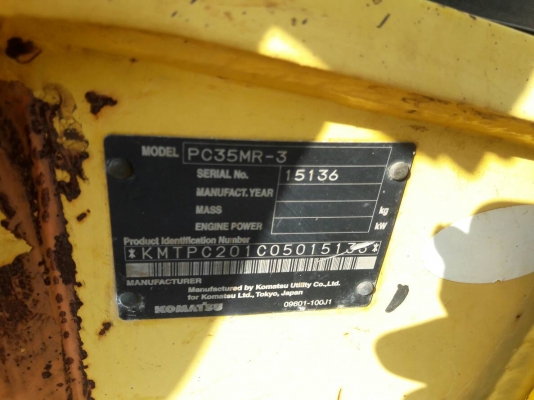 MODEL PC35MR-3
SERIAL No. 15136
MANUFACT. YEAR
MASS kg
ENGINE POWER kW
Product Identification Number
*KMTPC201C05015136*
MANUFACTURER
Manufactured by Komatsu Utility Co., Ltd.
for Komatsu Ltd., Tokyo, Japan
KOMATSU 09601-100J1